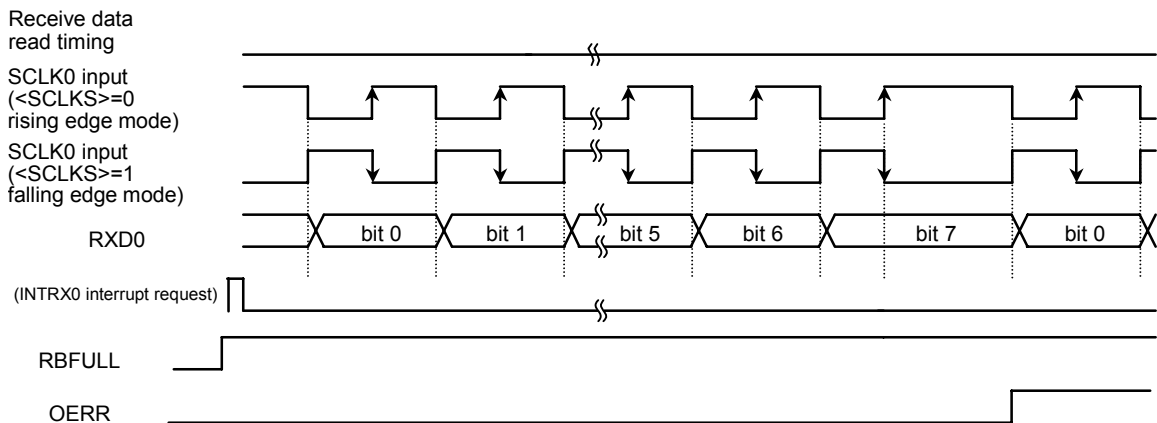 Receive data
read timing
SCLK0 input
(<SCLKS>=0
rising edge mode)
SCLK0 input
(<SCLKS>=1
falling edge mode)
RXD0
bit 0
bit 1
bit 5
bit 6
bit 7
bit 0
(INTRX0 interrupt request)
RBFULL
OERR